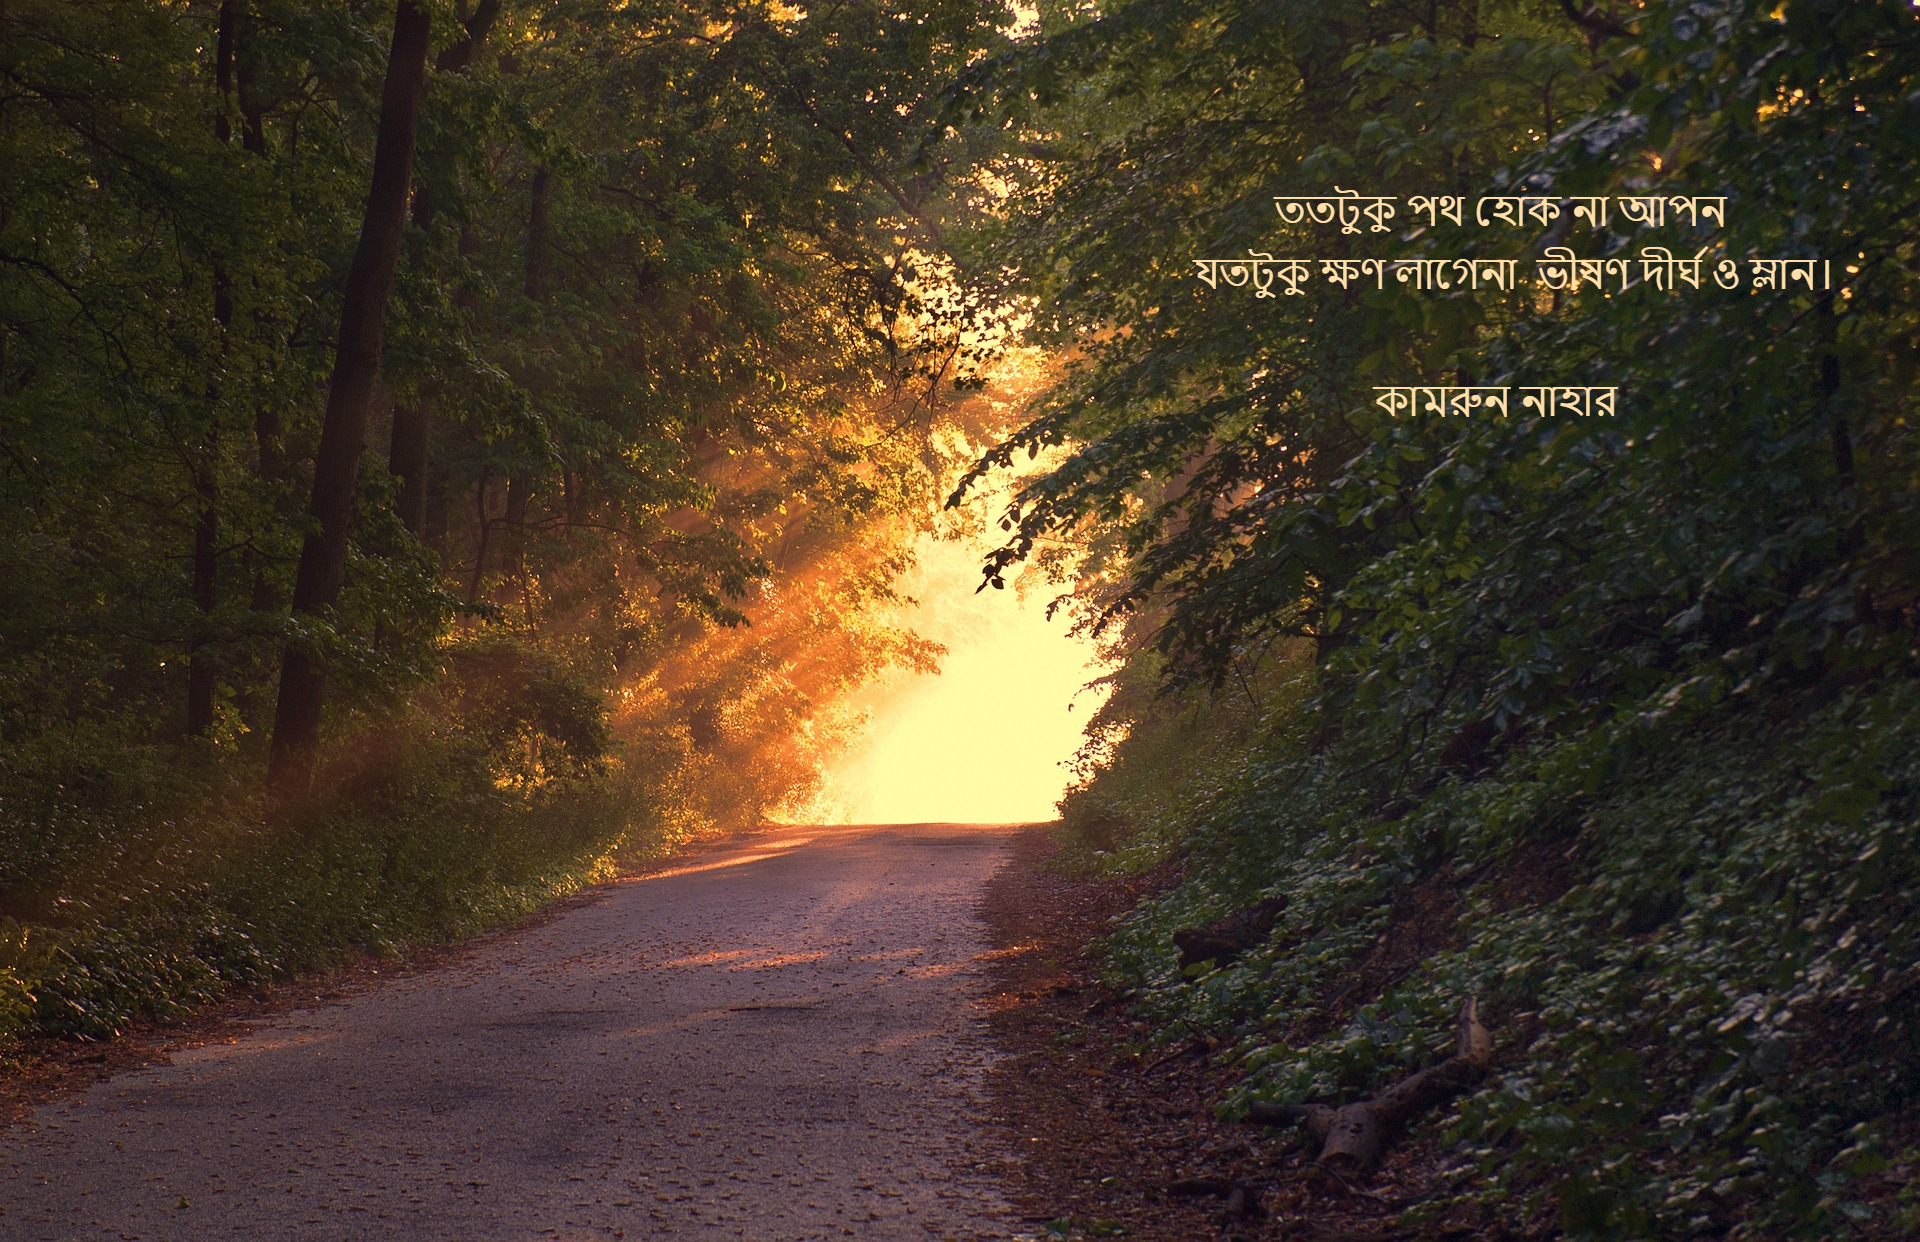 ততটুকু পথ হোক না আপন
যতটুকু ক্ষণ লাগেনা  ভীষণ দীর্ঘ ও ম্লান।
কামরুন নাহার